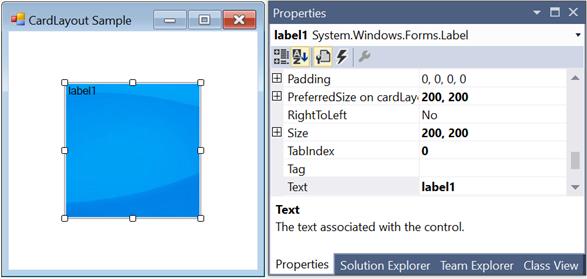 CardLayout Sample
label1
Properties
label1 System.Windows.Forms.Label
Padding 0, 0, 0, 0
PreferredSize on cardLay 200, 200
RightToLeft No
Size 200, 200
TabIndex 0
Tag
Text label1
Text
The text associated with the control.
Properties Solution Explorer Team Explorer Class View